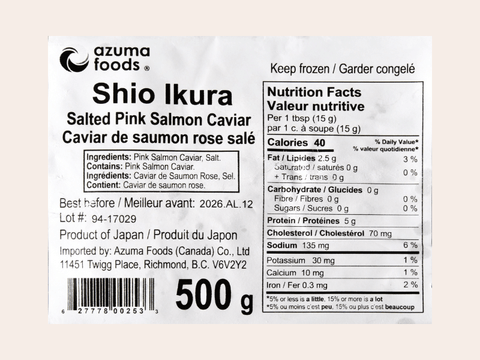 azuma
foods ®
Keep frozen / Garder congelé
Shio Ikura
Salted Pink Salmon Caviar
Caviar de saumon rose salé
Ingredients: Pink Salmon Caviar, Salt.
Contains: Pink Salmon Caviar.
Ingrédients: Caviar de Saumon Rose, Sel.
Contient: Caviar de saumon rose.
Best before / Meilleur avant: 2026.AL.12
Lot #: 94-17029
Product of Japan / Produit du Japon
Imported by: Azuma Foods (Canada) Co., Ltd
11451 Twigg Place, Richmond, B.C. V6V2Y2
6 27778 00253 3
500 g
Nutrition Facts
Valeur nutritive
Per 1 tbsp (15 g)
par 1 c. à soupe (15 g)
Calories 40
% Daily Value*
% valeur quotidienne*
Fat / Lipides 2.5 g 3 %
Saturated / saturés 0 g
+ Trans / trans 0 g
0 %
Carbohydrate / Glucides 0 g
Fibre / Fibres 0 g 0 %
Sugars / Sucres 0 g 0 %
Protein / Protéines 5 g
Cholesterol / Cholestérol 70 mg
Sodium 135 mg 6 %
Potassium 30 mg 1 %
Calcium 10 mg 1 %
Iron / Fer 0.3 mg 2 %
*5% or less is a little, 15% or more is a lot
*5% ou moins c'est peu, 15% ou plus c'est beaucoup